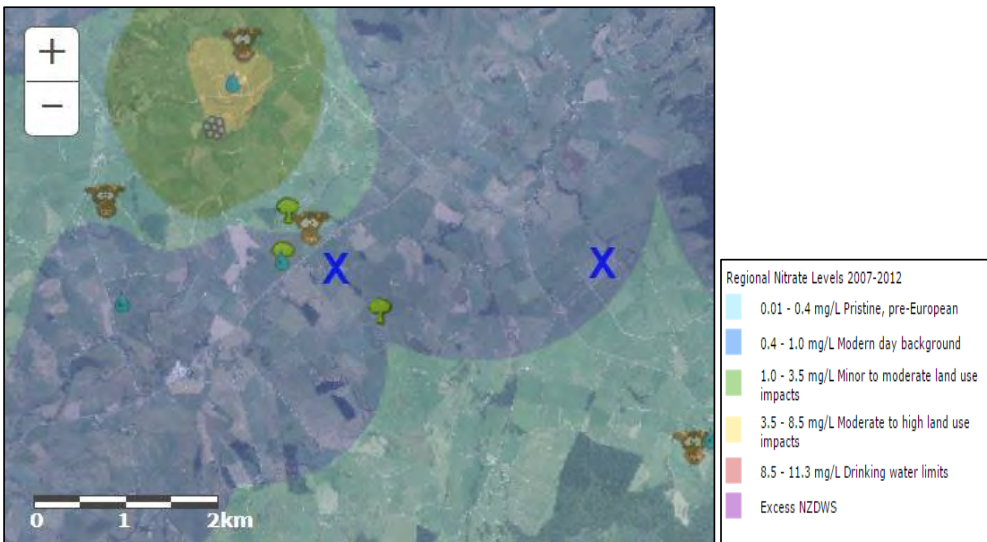 +
−
X X
0 1 2km
Regional Nitrate Levels 2007-2012
0.01 - 0.4 mg/L Pristine, pre-European
0.4 - 1.0 mg/L Modern day background
1.0 - 3.5 mg/L Minor to moderate land use
impacts
3.5 - 8.5 mg/L Moderate to high land use
impacts
8.5 - 11.3 mg/L Drinking water limits
Excess NZDWS